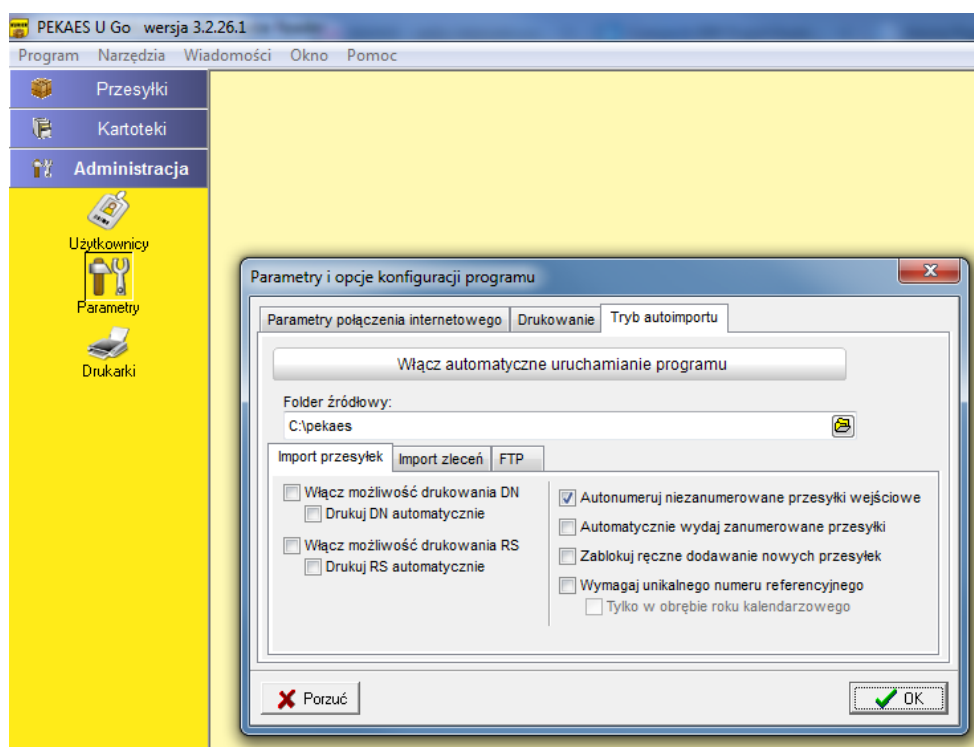 PEKAES U Go wersja 3.2.26.1
Program Narzędzia Wiadomości Okno Pomoc
Przesyłki
Kartoteki
Administracja
Użytkownicy
Parametry
Drukarki
Parametry i opcje konfiguracji programu
Parametry połączenia internetowego Drukowanie Tryb autoimportu
Włącz automatyczne uruchamianie programu
Folder źródłowy:
C:\pekaes
Import przesyłek Import zleceń FTP
Włącz możliwość drukowania DN
Drukuj DN automatycznie
Włącz możliwość drukowania RS
Drukuj RS automatycznie
Autonumeruj niezanumerowane przesyłki wejściowe
Automatycznie wydaj zanumerowane przesyłki
Zablokuj ręczne dodawanie nowych przesyłek
Wymagaj unikalnego numeru referencyjnego
Tylko w obrębie roku kalendarzowego
Porzuć
OK